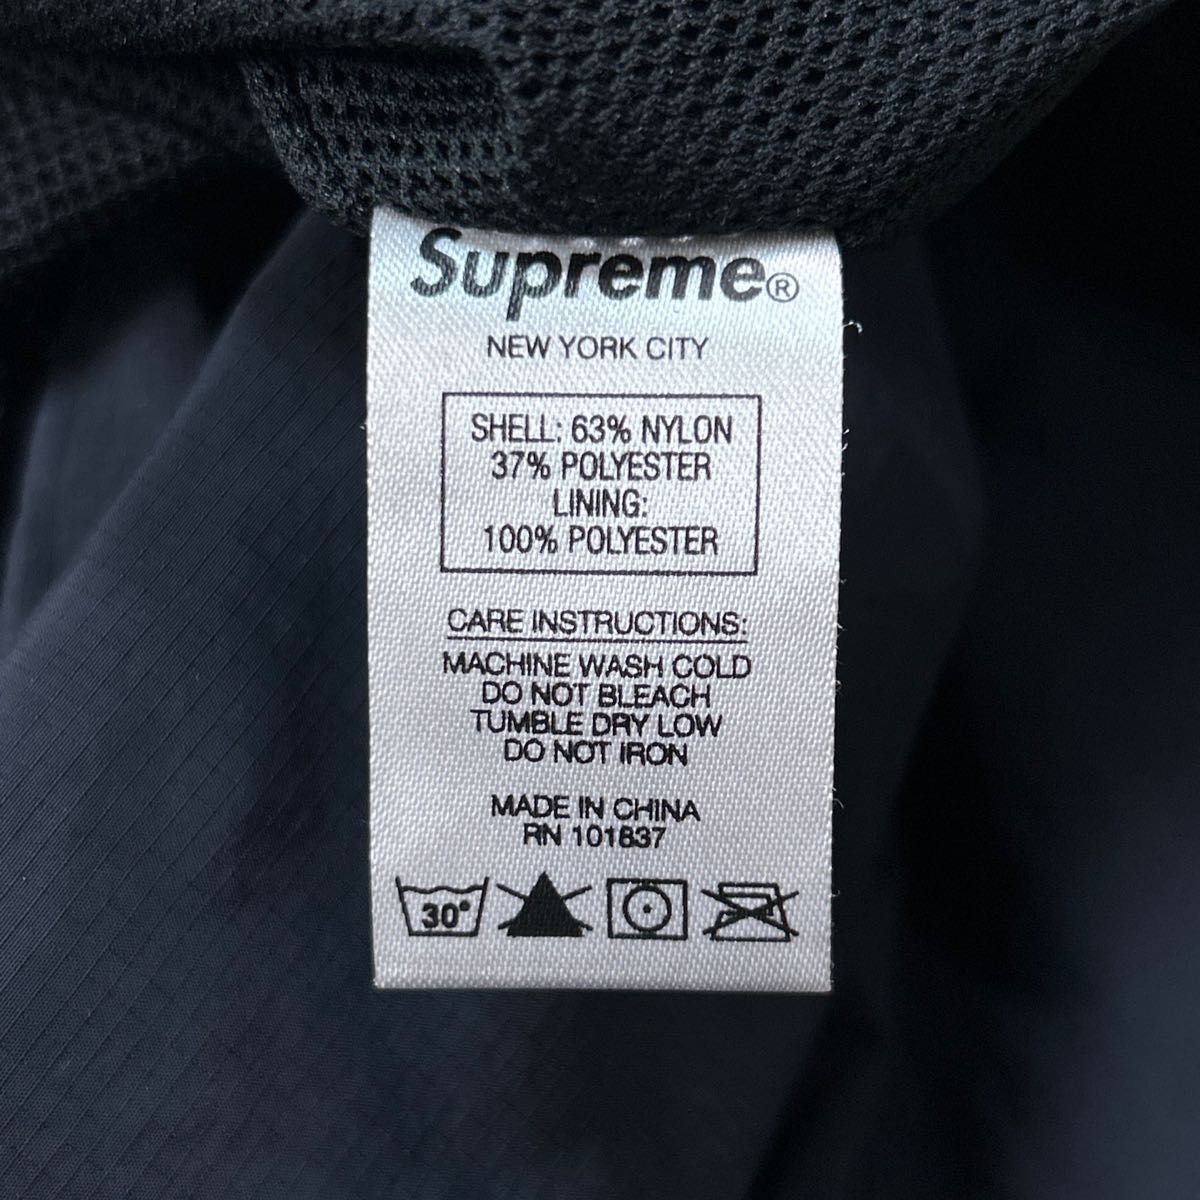 Supreme®
NEW YORK CITY
SHELL: 63% NYLON
37% POLYESTER
LINING:
100% POLYESTER
CARE INSTRUCTIONS:
MACHINE WASH COLD
DO NOT BLEACH
TUMBLE DRY LOW
DO NOT IRON
MADE IN CHINA
RN 101837
30°